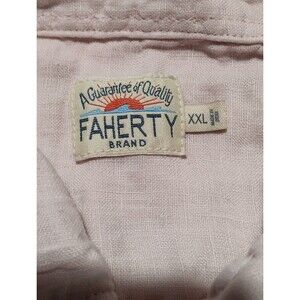 A Guarantee of Quality
FAHERTY
BRAND
XXL